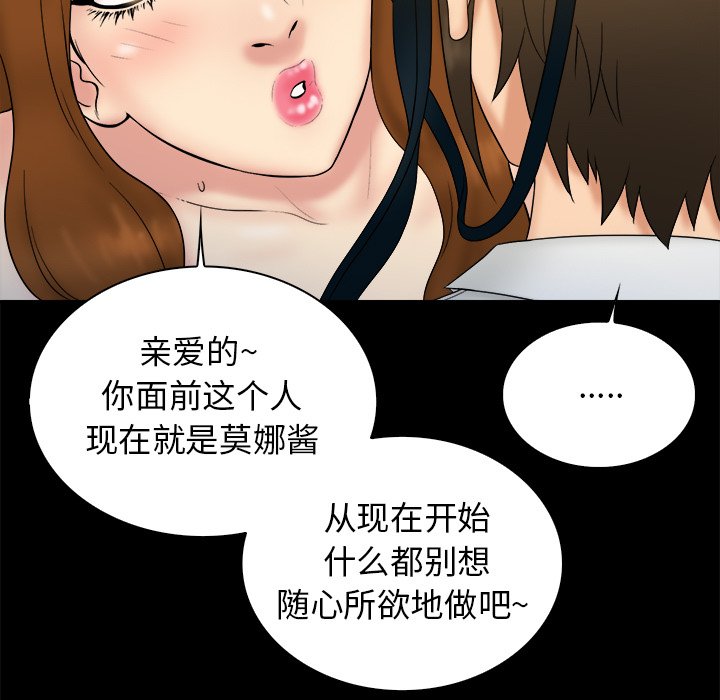 亲爱的~
你面前这个人
现在就是莫娜酱
.....
从现在开始
什么都别想
随心所欲地做吧~